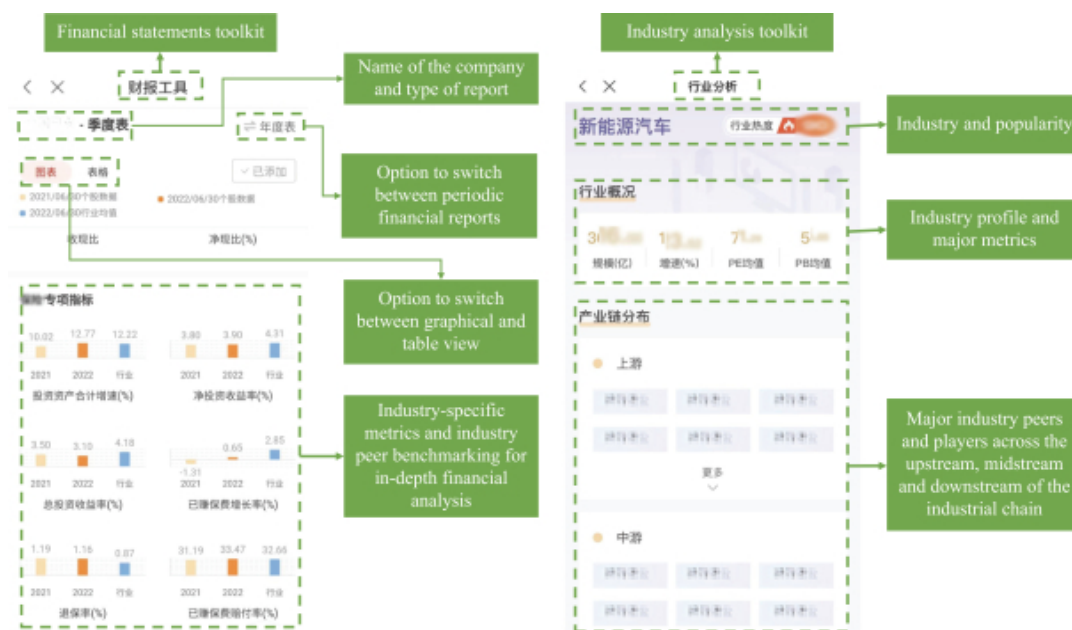 Financial statements toolkit
财报工具
· 季度表
年度表
图表
表格
已添加
2021/06/30个股数据
2022/06/30个股数据
2022/06/30行业均值
收现比
净现比(%)
专项指标
10.02
12.77
12.22
2021
2022
行业
投资资产合计增速(%)
3.80
3.90
4.31
2021
2022
行业
净投资收益率(%)
3.50
3.10
4.18
2021
2022
行业
总投资收益率(%)
-1.31
0.65
2.85
2021
2022
行业
已赚保费增长率(%)
1.19
1.16
0.87
2021
2022
行业
退保率(%)
31.19
33.47
32.66
2021
2022
行业
已赚保费赔付率(%)
Name of the company
and type of report
Option to switch
between periodic
financial reports
Option to switch
between graphical and
table view
Industry-specific
metrics and industry
peer benchmarking for
in-depth financial
analysis
Industry analysis toolkit
行业分析
新能源汽车
行业热度
行业概况
规模(亿)
增速(%)
PE均值
PB均值
产业链分布
上游
更多
中游
Industry and popularity
Industry profile and
major metrics
Major industry peers
and players across the
upstream, midstream
and downstream of the
industrial chain